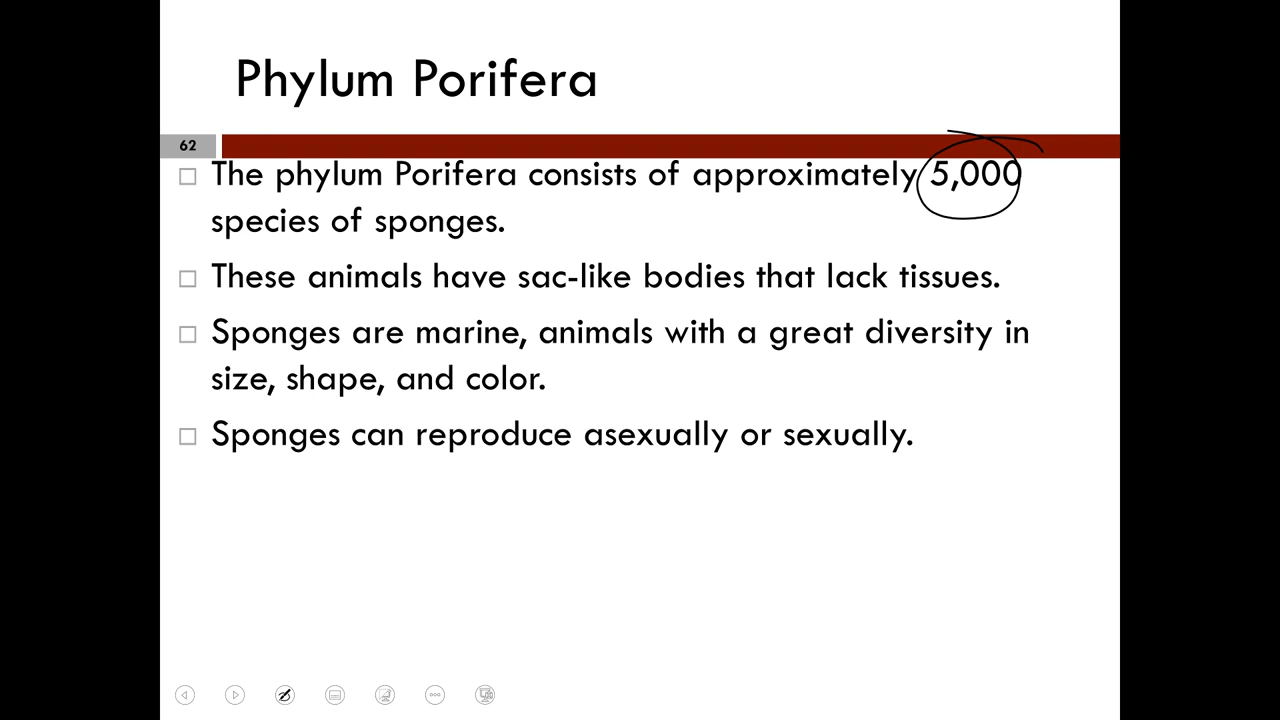 Phylum Porifera
62
The phylum Porifera consists of approximately 5,000
species of sponges.
These animals have sac-like bodies that lack tissues.
Sponges are marine, animals with a great diversity in
size, shape, and color.
Sponges can reproduce asexually or sexually.